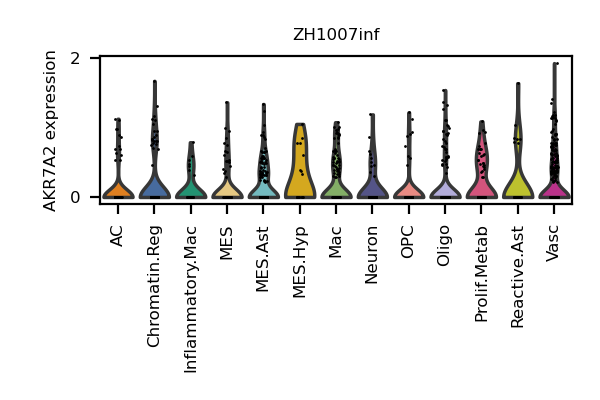 ZH1007inf
AKR7A2 expression
2
0
AC
Chromatin.Reg
Inflammatory.Mac
MES
MES.Ast
MES.Hyp
Mac
Neuron
OPC
Oligo
Prolif.Metab
Reactive.Ast
Vasc